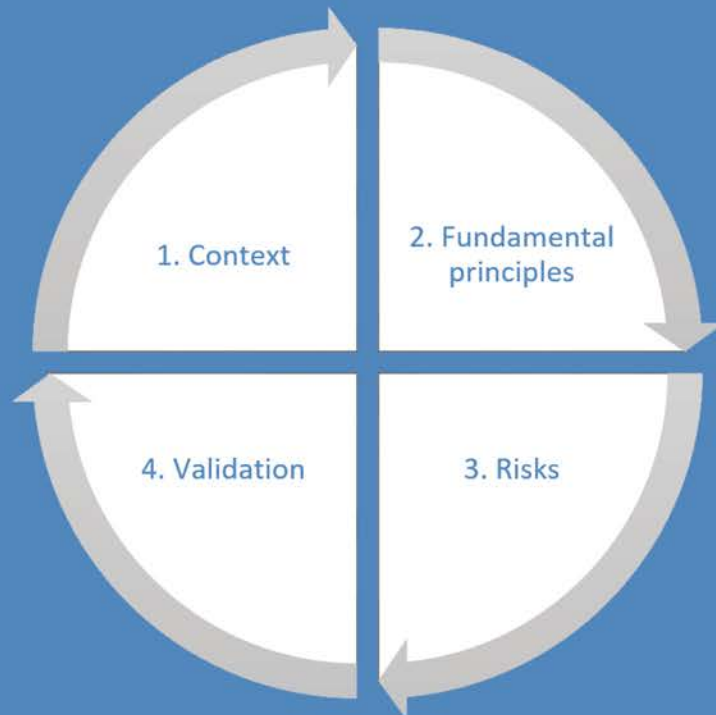 1. Context
2. Fundamental
principles
3. Risks
4. Validation